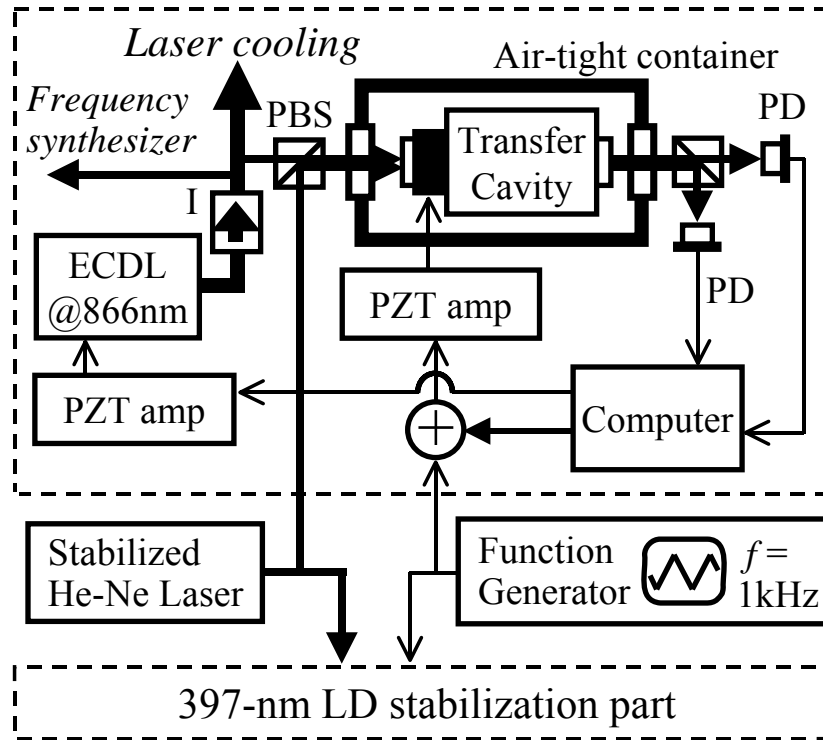 Laser cooling
Air-tight container
Frequency
synthesizer
PBS
PD
Transfer
Cavity
I
ECDL
@866nm
PZT amp
PD
PZT amp
Computer
+
Stabilized
He-Ne Laser
Function
Generator
f =
1kHz
397-nm LD stabilization part